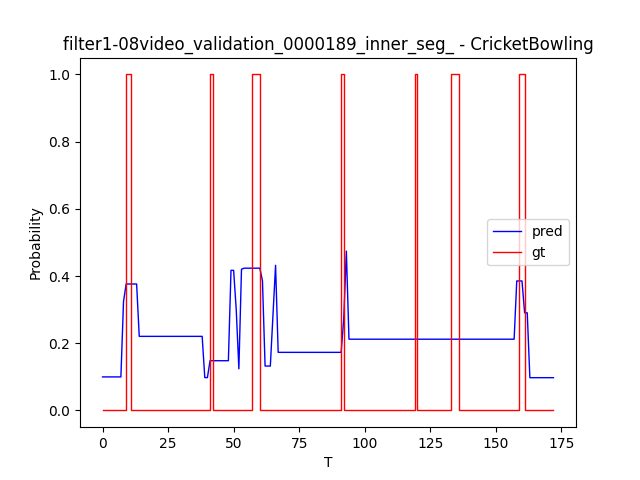 filter1-08video_validation_0000189_inner_seg_ - CricketBowling
1.0
0.8
0.6
0.4
0.2
0.0
Probability
pred
gt
0
25
50
75
100
125
150
175
T